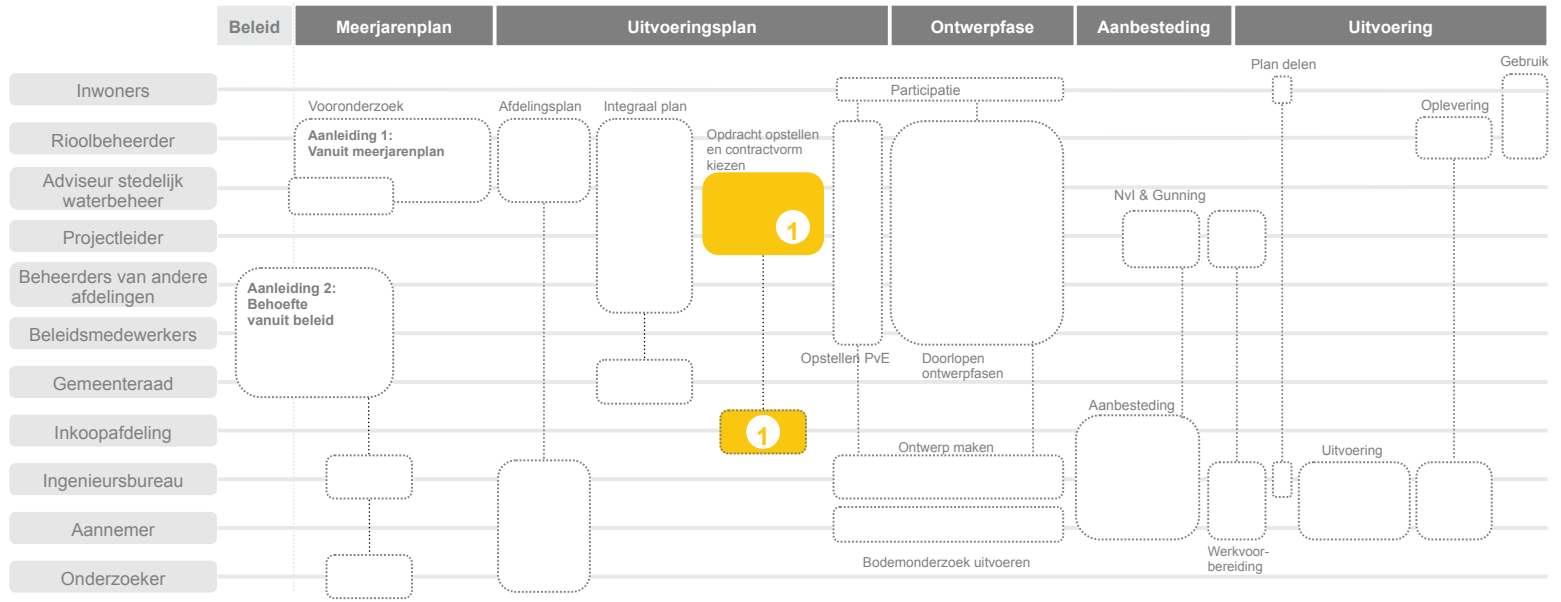 Beleid
Meerjarenplan
Uitvoeringsplan
Ontwerpfase
Aanbesteding
Uitvoering
Inwoners
Rioolbeheerder
Adviseur stedelijk
waterbeheer
Projectleider
Beheerders van andere
afdelingen
Beleidsmedewerkers
Gemeenteraad
Inkoopafdeling
Ingenieursbureau
Aannemer
Onderzoeker
Vooronderzoek
Aanleiding 1:
Vanuit meerjarenplan
Aanleiding 2:
Behoefte
vanuit beleid
Afdelingsplan
Integraal plan
Opdracht opstellen
en contractvorm
kiezen
1
1
Participatie
Opstellen PvE
Doorlopen
ontwerpfasen
Ontwerp maken
Bodemonderzoek uitvoeren
NvI & Gunning
Aanbesteding
Werkvoor-
bereiding
Plan delen
Uitvoering
Oplevering
Gebruik